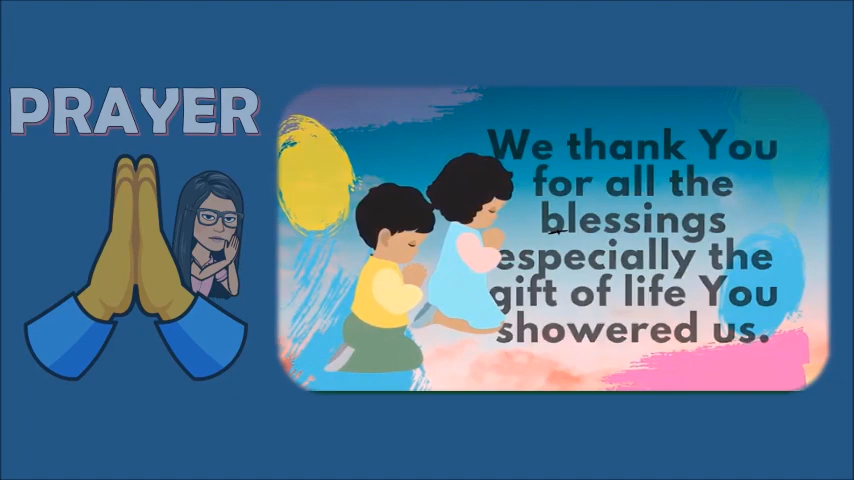 PRAYER
We thank You
for all the
blessings
especially the
gift of life You
showered us.